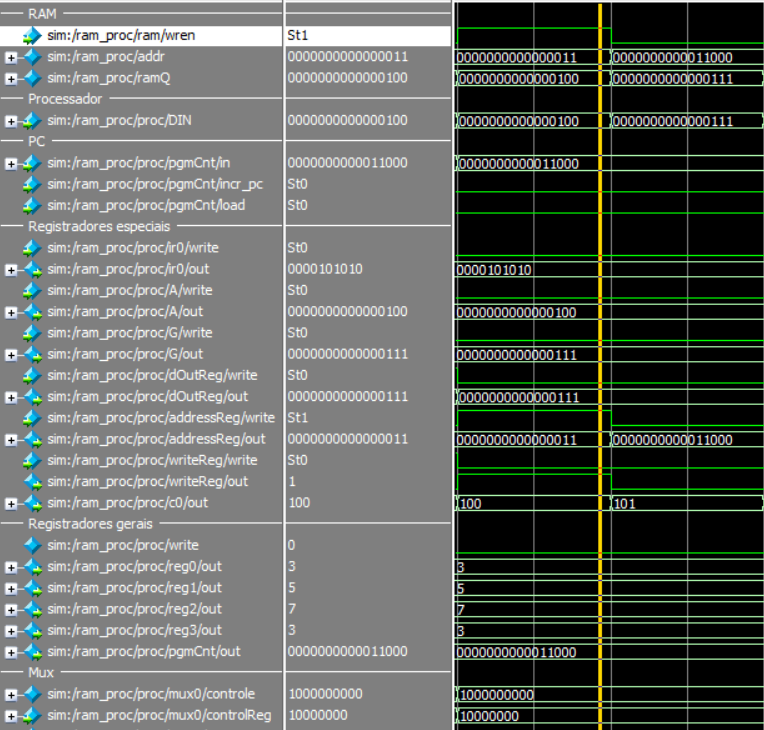 RAM
sim:/ram_proc/ram/wren St1
sim:/ram_proc/addr 0000000000000011 0000000000000011 0000000000011000
sim:/ram_proc/ramQ 0000000000000100 0000000000000100 0000000000000111
Processador
sim:/ram_proc/proc/DIN 0000000000000100 0000000000000100 0000000000000111
PC
sim:/ram_proc/proc/pgmCnt/in 0000000000011000 0000000000011000
sim:/ram_proc/proc/pgmCnt/incr_pc St0
sim:/ram_proc/proc/pgmCnt/load St0
Registradores especiais
sim:/ram_proc/proc/ir0/write St0
sim:/ram_proc/proc/ir0/out 0000101010 0000101010
sim:/ram_proc/proc/A/write St0
sim:/ram_proc/proc/A/out 0000000000000100 0000000000000100
sim:/ram_proc/proc/G/write St0
sim:/ram_proc/proc/G/out 0000000000000111 0000000000000111
sim:/ram_proc/proc/dOutReg/write St0
sim:/ram_proc/proc/dOutReg/out 0000000000000111 0000000000000111
sim:/ram_proc/proc/addressReg/write St1
sim:/ram_proc/proc/addressReg/out 0000000000000011 0000000000000011 0000000000011000
sim:/ram_proc/proc/writeReg/write St0
sim:/ram_proc/proc/writeReg/out 1
sim:/ram_proc/proc/c0/out 100 100 101
Registradores gerais
sim:/ram_proc/proc/write 0
sim:/ram_proc/proc/reg0/out 3 3
sim:/ram_proc/proc/reg1/out 5 5
sim:/ram_proc/proc/reg2/out 7 7
sim:/ram_proc/proc/reg3/out 3 3
sim:/ram_proc/proc/pgmCnt/out 0000000000011000 0000000000011000
Mux
sim:/ram_proc/proc/mux0/controle 1000000000 1000000000
sim:/ram_proc/proc/mux0/controlReg 10000000 10000000